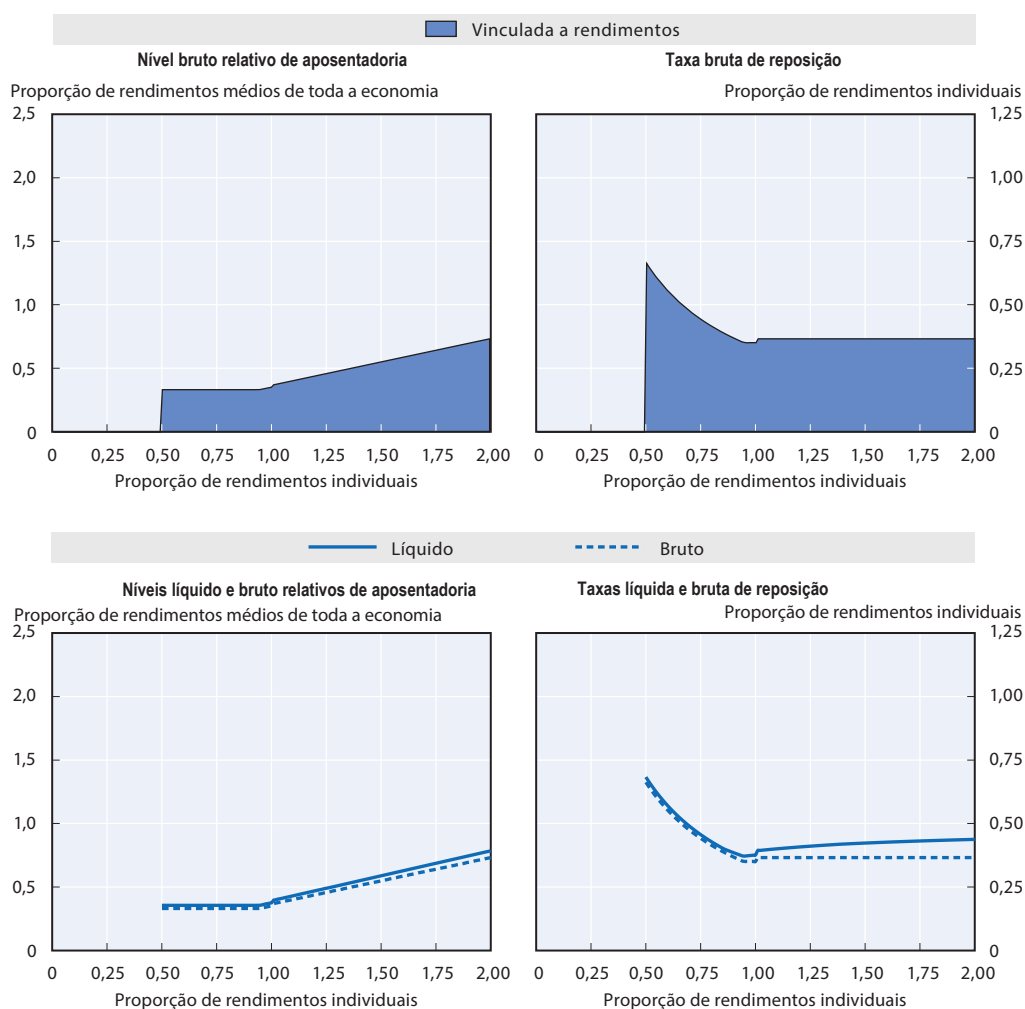 Vinculada a rendimentos
Nível bruto relativo de aposentadoria
Taxa bruta de reposição
Proporção de rendimentos médios de toda a economia
Proporção de rendimentos individuais
2,5
2,0
1,5
1,0
0,5
0
1,25
1,00
0,75
0,50
0,25
0
0 0,25 0,50 0,75 1,00 1,25 1,50 1,75 2,00
0 0,25 0,50 0,75 1,00 1,25 1,50 1,75 2,00
Proporção de rendimentos individuais
Proporção de rendimentos individuais
Líquido Bruto
Níveis líquido e bruto relativos de aposentadoria
Taxas líquida e bruta de reposição
Proporção de rendimentos médios de toda a economia
Proporção de rendimentos individuais
2,5
2,0
1,5
1,0
0,5
0
1,25
1,00
0,75
0,50
0,25
0
0 0,25 0,50 0,75 1,00 1,25 1,50 1,75 2,00
0 0,25 0,50 0,75 1,00 1,25 1,50 1,75 2,00
Proporção de rendimentos individuais
Proporção de rendimentos individuais